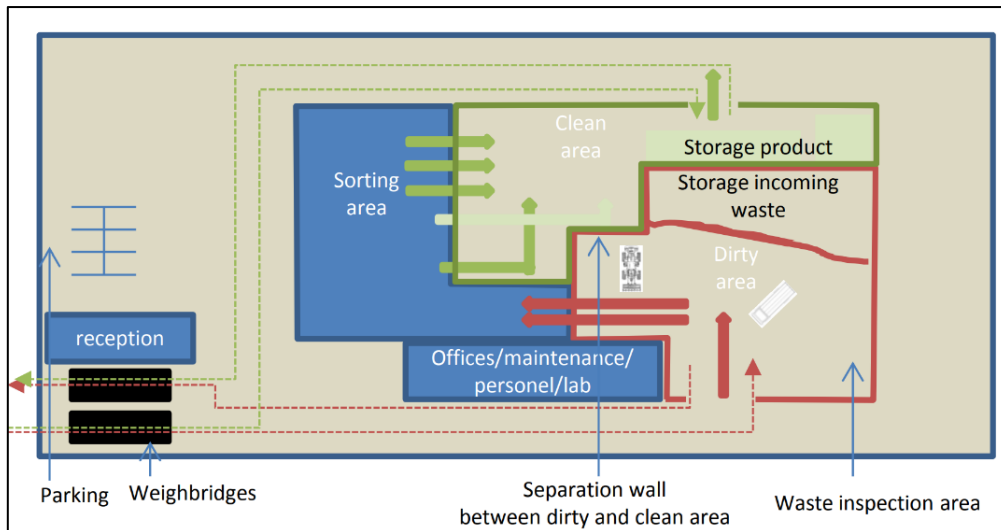 Clean
area
Storage product
Sorting
area
Storage incoming
waste
Dirty
area
reception
Offices/maintenance/
personel/lab
Parking
Weighbridges
Separation wall
between dirty and clean area
Waste inspection area